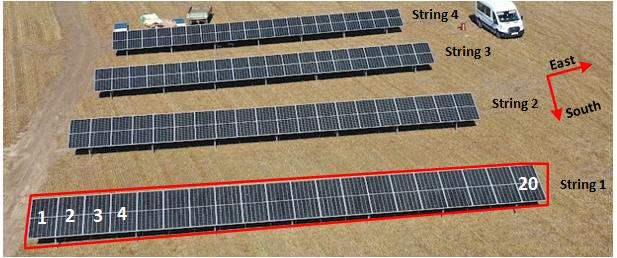 String 4
String 3
East
String 2
South
20
String 1
1 2 3 4